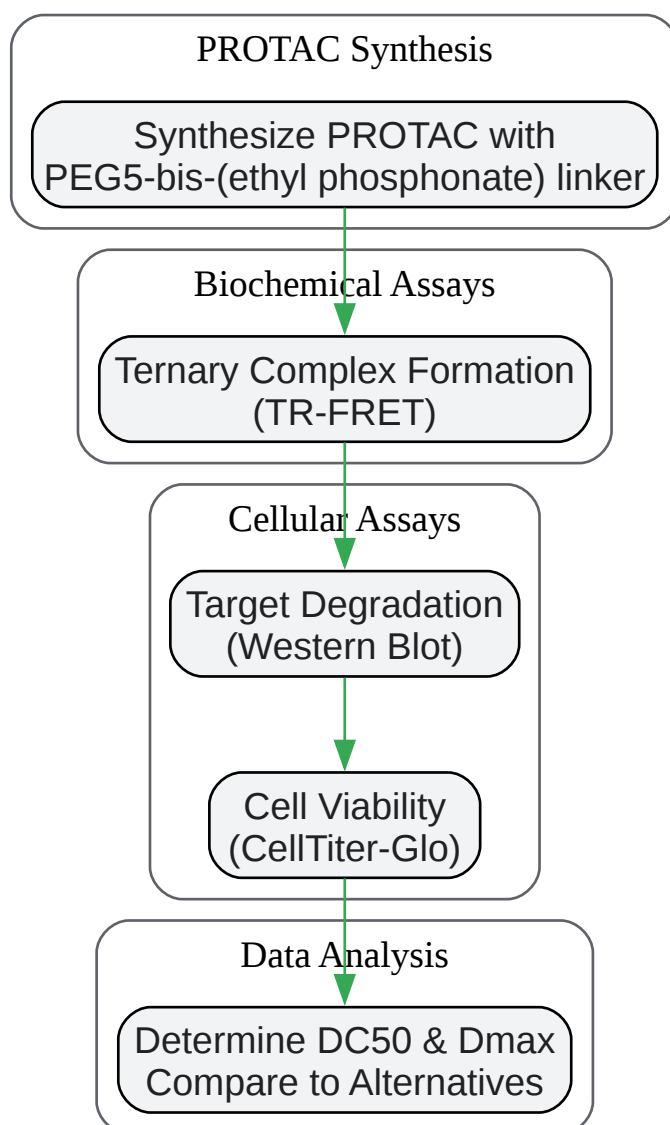 PROTAC Synthesis
Synthesize PROTAC with
PEG5-bis-(ethyl phosphonate) linker
Biochemical Assays
Ternary Complex Formation
(TR-FRET)
Cellular Assays
Target Degradation
(Western Blot)
Cell Viability
(CellTiter-Glo)
Data Analysis
Determine DC50 & Dmax
Compare to Alternatives